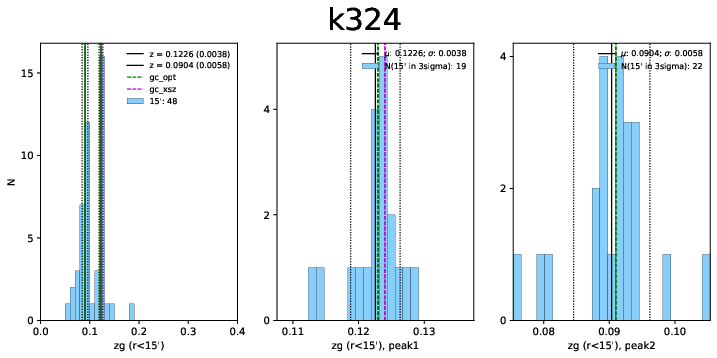 k324
z = 0.1226 (0.0038)
z = 0.0904 (0.0058)
gc_opt
gc_xsz
15': 48
N
15
10
5
0
0.0 0.1 0.2 0.3 0.4
zg (r<15')
μ: 0.1226; σ: 0.0038
N(15' in 3sigma): 19
4
2
0
0.11 0.12 0.13
zg (r<15'), peak1
μ: 0.0904; σ: 0.0058
N(15' in 3sigma): 22
4
2
0
0.08 0.09 0.10
zg (r<15'), peak2